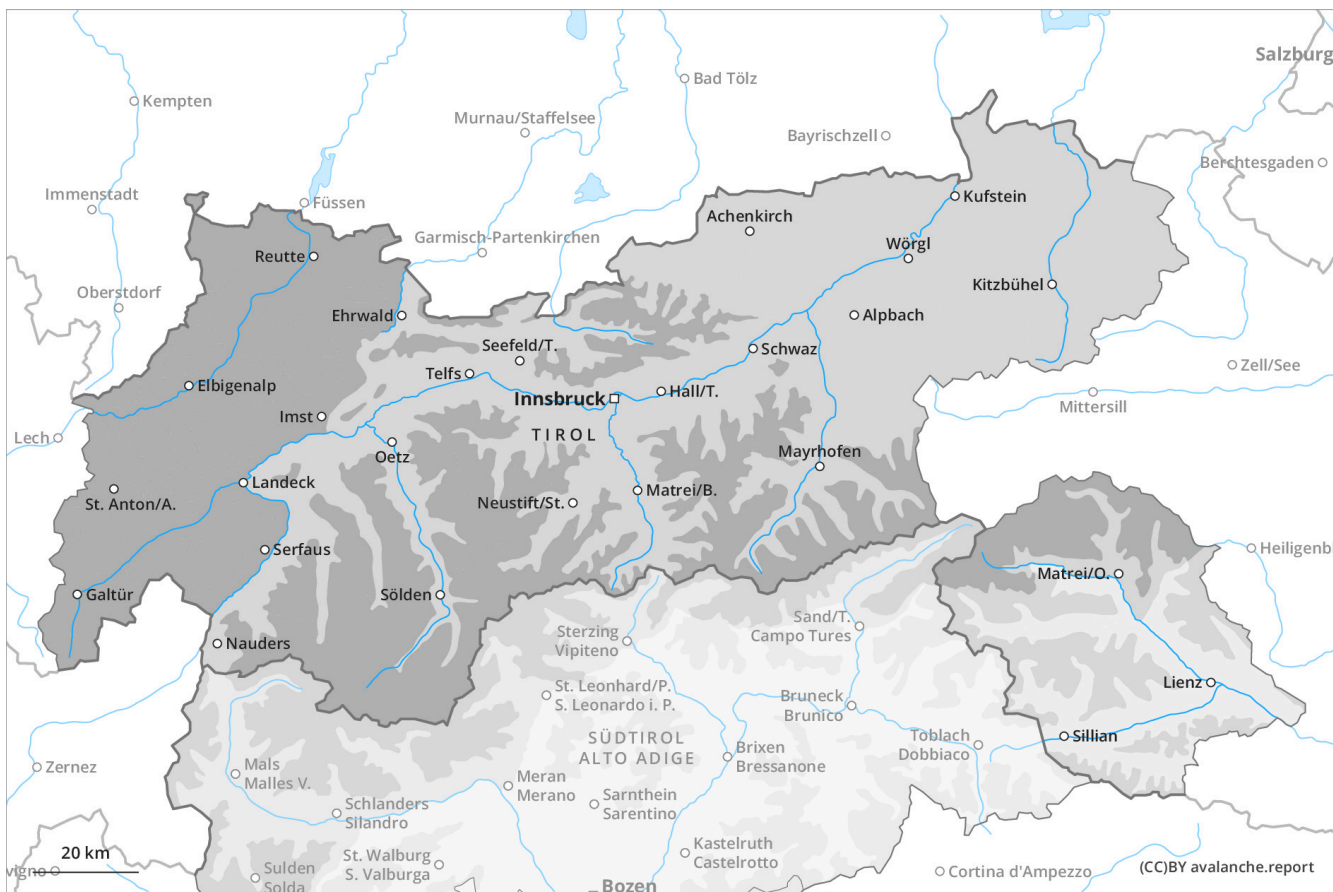 Salzburg
Bad Tölz
Kempten
Murnau/Staffelsee
Bayrischzell
Berchtesgaden
Immenstadt
Füssen
Kufstein
Achenkirch
Garmisch-Partenkirchen
Wörgl
Reutte
Kitzbühel
Oberstdorf
Ehrwald
Alpbach
Seefeld/T.
Schwaz
Zell/See
Telfs
Elbigenalp
Innsbruck
Hall/T.
Mittersill
Imst
TIROL
Lech
Oetz
Mayrhofen
Landeck
Matrei/B.
St. Anton/A.
Neustift/St.
Serfaus
Heiligenb
Matrei/O.
Galtür
Sölden
Sand/T.
Campo Tures
Sterzing
Vipiteno
Nauders
Lienz
St. Leonhard/P.
S. Leonardo i. P.
Bruneck
Brunico
Sillian
SÜDTIROL
ALTO ADIGE
Toblach
Dobbiaco
Brixen
Bressanone
Zernez
Mals
Malles V.
Meran
Merano
Schlanders
Silandro
Sarnthein
Sarentino
20 km
Kastelruth
Castelrotto
St. Walburg
S. Valburga
vigno
Sulden
Solda
Cortina d'Ampezzo
(CC)BY avalanche.report
Bozen